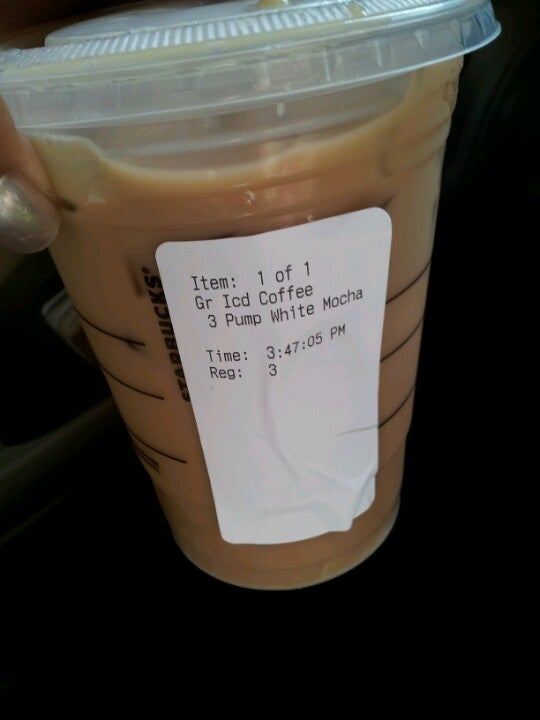 STARBUCKS®
Item: 1 of 1
Gr Icd Coffee
3 Pump White Mocha
Time: 3:47:05 PM
Reg: 3